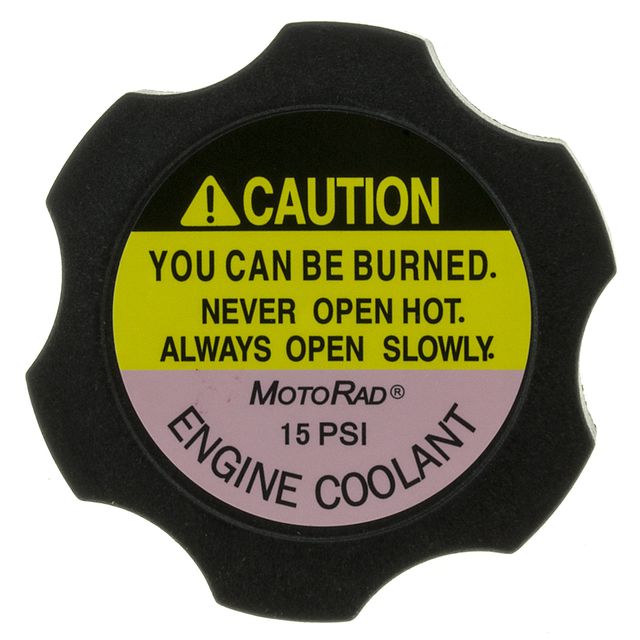 CAUTION
YOU CAN BE BURNED.
NEVER OPEN HOT.
ALWAYS OPEN SLOWLY.
MOTORAD®
15 PSI
ENGINE COOLANT